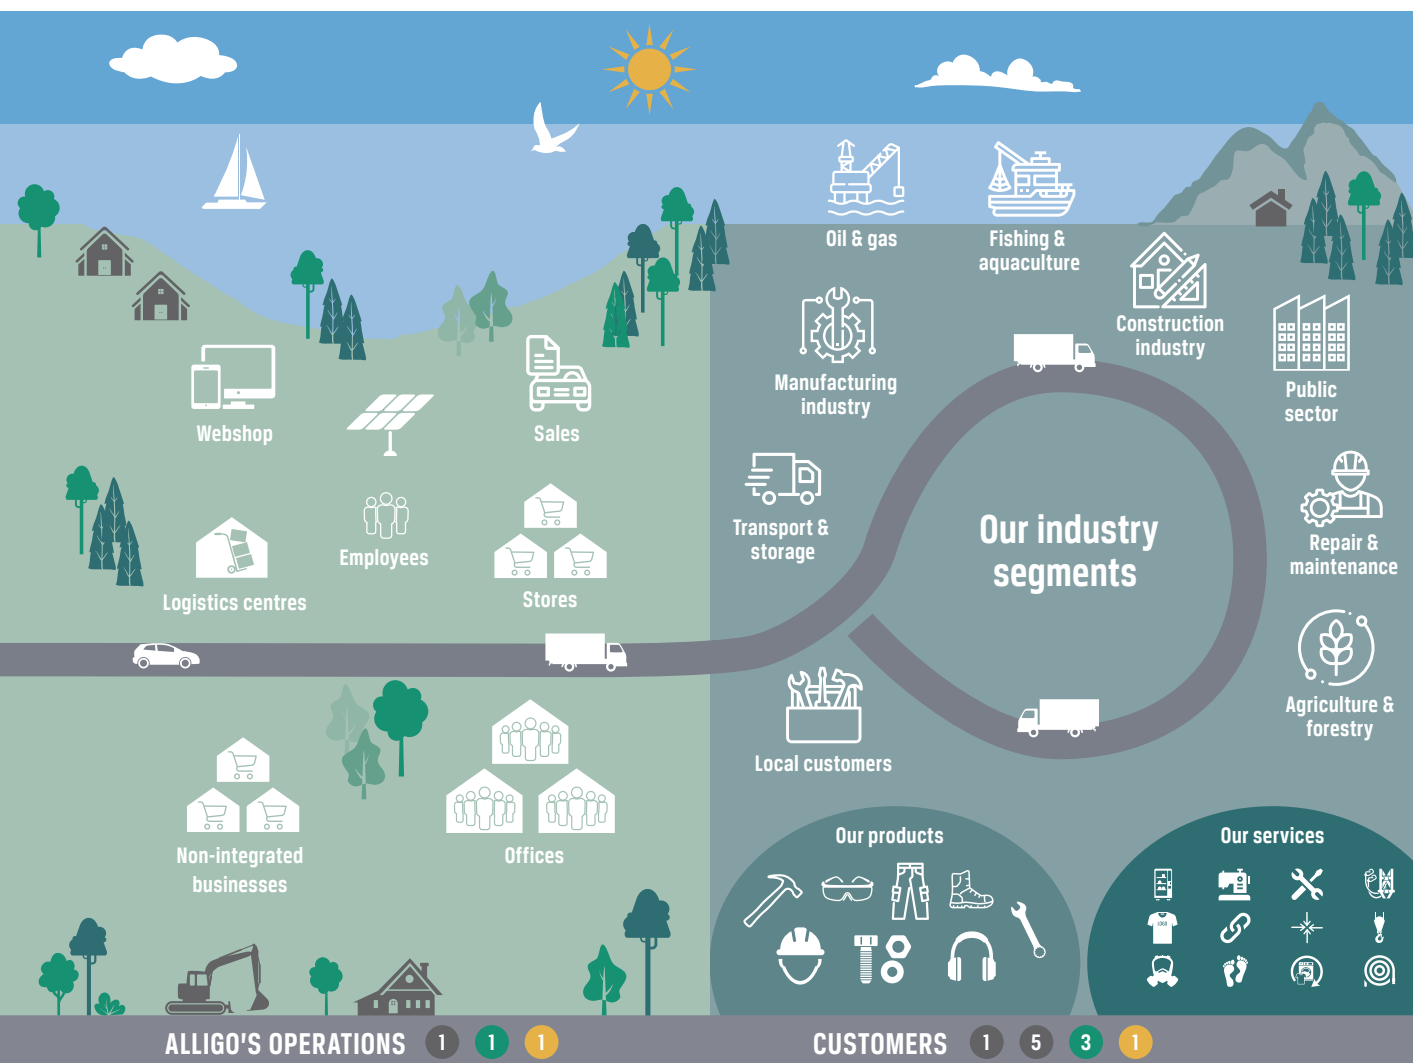 Oil & gas
Fishing &
aquaculture
Construction
industry
Manufacturing
industry
Public
sector
Webshop
Sales
Transport &
storage
Our industry
segments
Repair &
maintenance
Employees
Logistics centres
Stores
Agriculture &
forestry
Local customers
Non-integrated
businesses
Offices
Our products
Our services
LOGO
ALLIGO'S OPERATIONS 1 1 1
CUSTOMERS 1 5 3 1